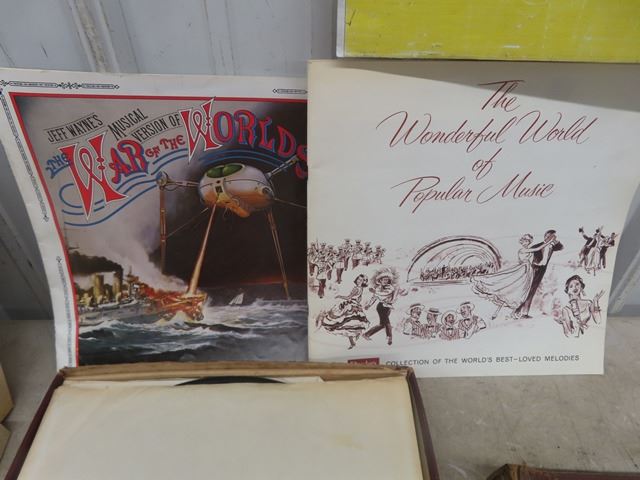 JEFF WAYNE'S
MUSICAL
VERSION OF
THE
WAR OF THE
WORLDS
The
Wonderful World
of
Popular Music
COLLECTION OF THE WORLD'S BEST-LOVED MELODIES